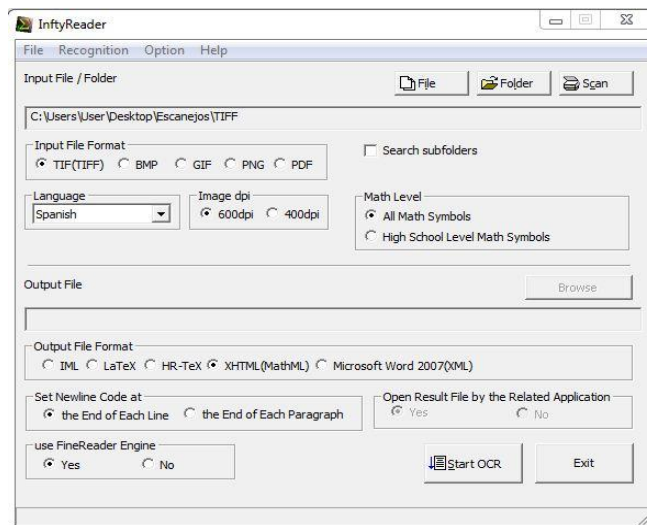 InftyReader
File Recognition Option Help
Input File / Folder
File Folder Scan
C:\Users\User\Desktop\Escanejos\TIFF
Input File Format
TIF(TIFF) BMP GIF PNG PDF
Search subfolders
Language
Spanish
Image dpi
600dpi 400dpi
Math Level
All Math Symbols
High School Level Math Symbols
Output File
Browse
Output File Format
IML LaTeX HR-TeX XHTML(MathML) Microsoft Word 2007(XML)
Set Newline Code at
the End of Each Line the End of Each Paragraph
Open Result File by the Related Application
Yes No
use FineReader Engine
Yes No
Start OCR
Exit